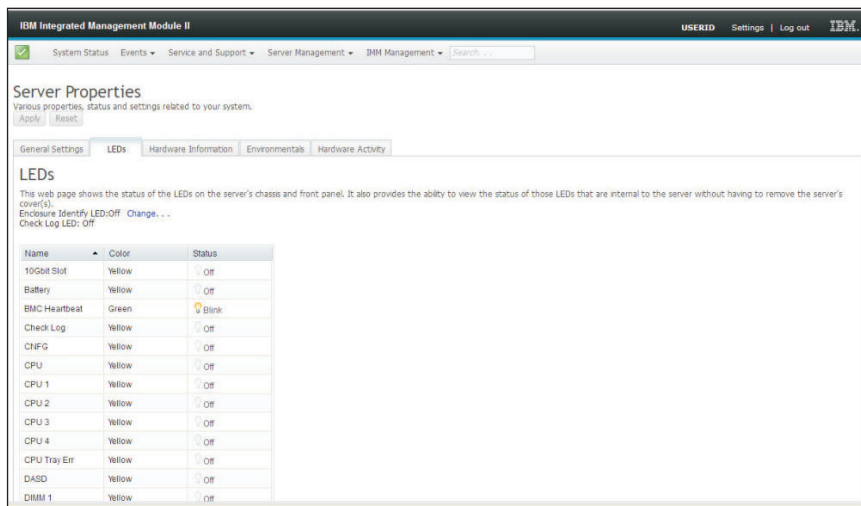 IBM Integrated Management Module II
USERID Settings | Log out IBM.
System Status Events Service and Support Server Management IMM Management Search. . .
Server Properties
Various properties, status and settings related to your system.
Apply Reset
General Settings LEDs Hardware Information Environmentals Hardware Activity
LEDs
This web page shows the status of the LEDs on the server's chassis and front panel. It also provides the ability to view the status of those LEDs that are internal to the server without having to remove the server's
cover(s).
Enclosure Identify LED:Off Change. . .
Check Log LED: Off
Name Color Status
10Gbit Slot Yellow Off
Battery Yellow Off
BMC Heartbeat Green Blink
Check Log Yellow Off
CNFG Yellow Off
CPU Yellow Off
CPU 1 Yellow Off
CPU 2 Yellow Off
CPU 3 Yellow Off
CPU 4 Yellow Off
CPU Tray Err Yellow Off
DASD Yellow Off
DIMM 1 Yellow Off